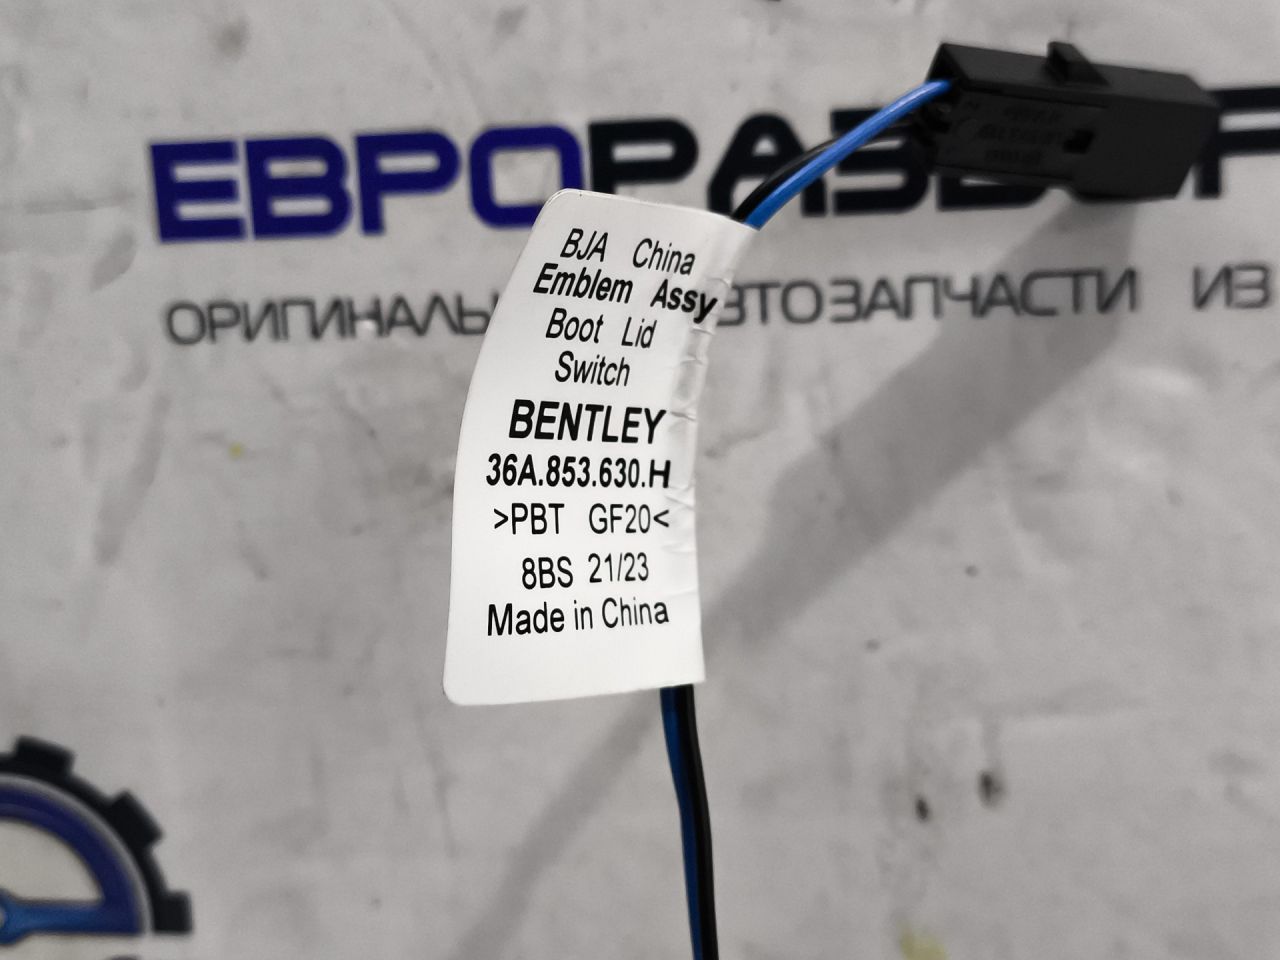 ЕВРОРАЗБОР
ОРИГИНАЛЬ ВТОЗАПЧАСТИ ИЗ
BJA China
Emblem Assy
Boot Lid
Switch
BENTLEY
36A.853.630.H
>PBT GF20<
8BS 21/23
Made in China